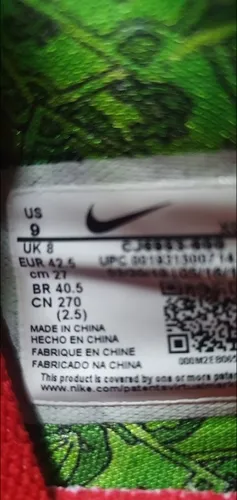 US
9
UK 8
EUR 42.5
cm 27
BR 40.5
CN 270
(2.5)
MADE IN CHINA
HECHO EN CHINA
FABRIQUE EN CHINE
FABRICADO NA CHINA
This product is covered by one or more
www.nike.com/patents
UPC